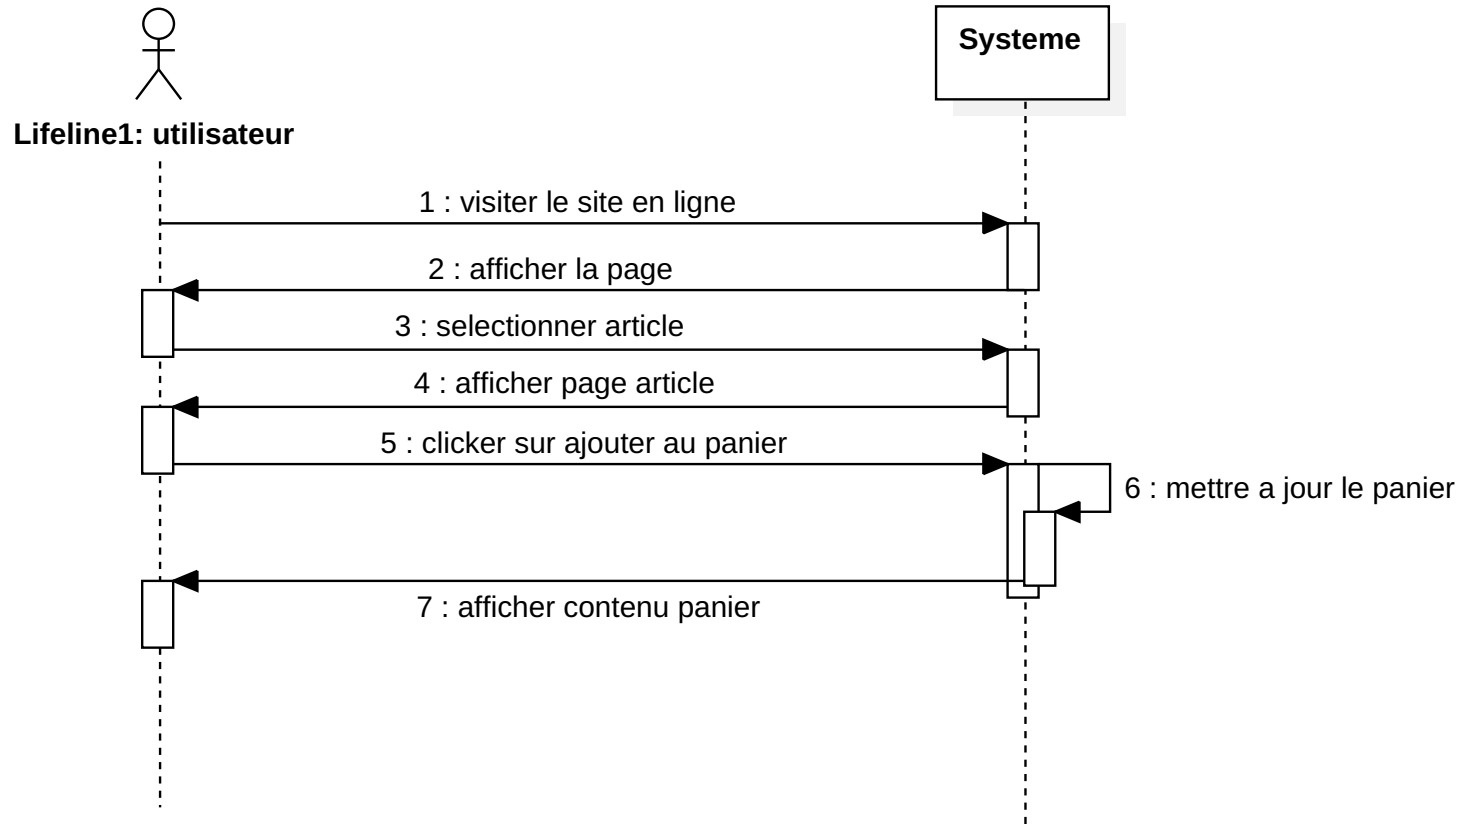 Systeme
Lifeline1: utilisateur
1 : visiter le site en ligne
2 : afficher la page
3 : selectionner article
4 : afficher page article
5 : clicker sur ajouter au panier
6 : mettre a jour le panier
7 : afficher contenu panier